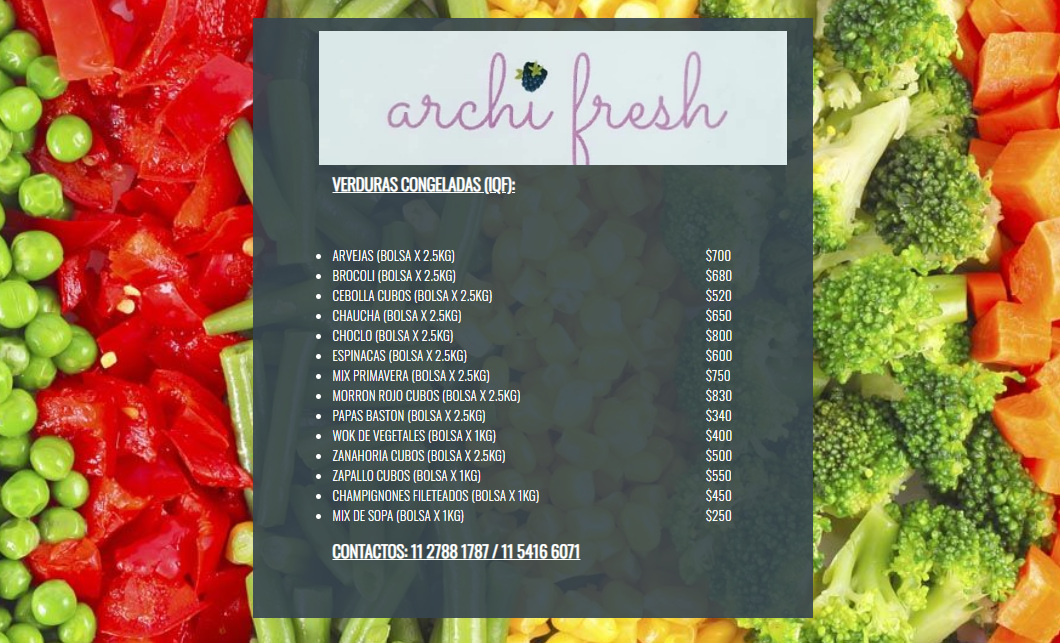 archi fresh
VERDURAS CONGELADAS (IQF):
ARVEJAS (BOLSA X 2.5KG) $700
BROCOLI (BOLSA X 2.5KG) $680
CEBOLLA CUBOS (BOLSA X 2.5KG) $520
CHAUCHA (BOLSA X 2.5KG) $650
CHOCLO (BOLSA X 2.5KG) $800
ESPINACAS (BOLSA X 2.5KG) $600
MIX PRIMAVERA (BOLSA X 2.5KG) $750
MORRON ROJO CUBOS (BOLSA X 2.5KG) $830
PAPAS BASTON (BOLSA X 2.5KG) $340
WOK DE VEGETALES (BOLSA X 1KG) $400
ZANAHORIA CUBOS (BOLSA X 2.5KG) $500
ZAPALLO CUBOS (BOLSA X 1KG) $550
CHAMPIGNONES FILETEADOS (BOLSA X 1KG) $450
MIX DE SOPA (BOLSA X 1KG) $250
CONTACTOS: 11 2788 1787 / 11 5416 6071